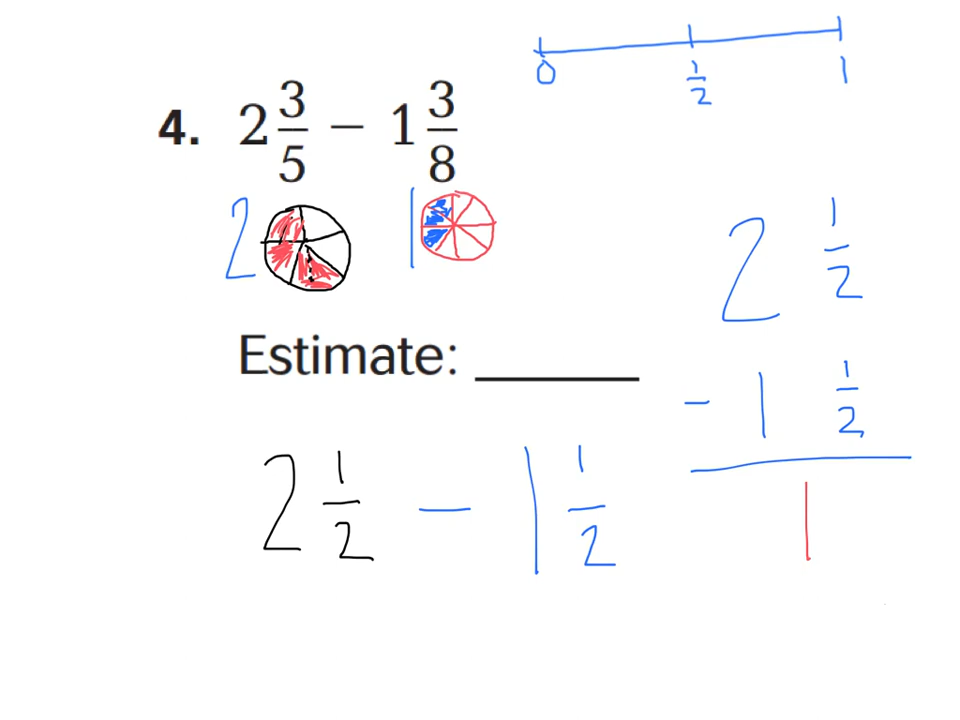 0 1/2 1
4. 2 3/5 − 1 3/8
2 1
2 1/2
Estimate: ______
- 1 1/2
2 1/2 - 1 1/2
1